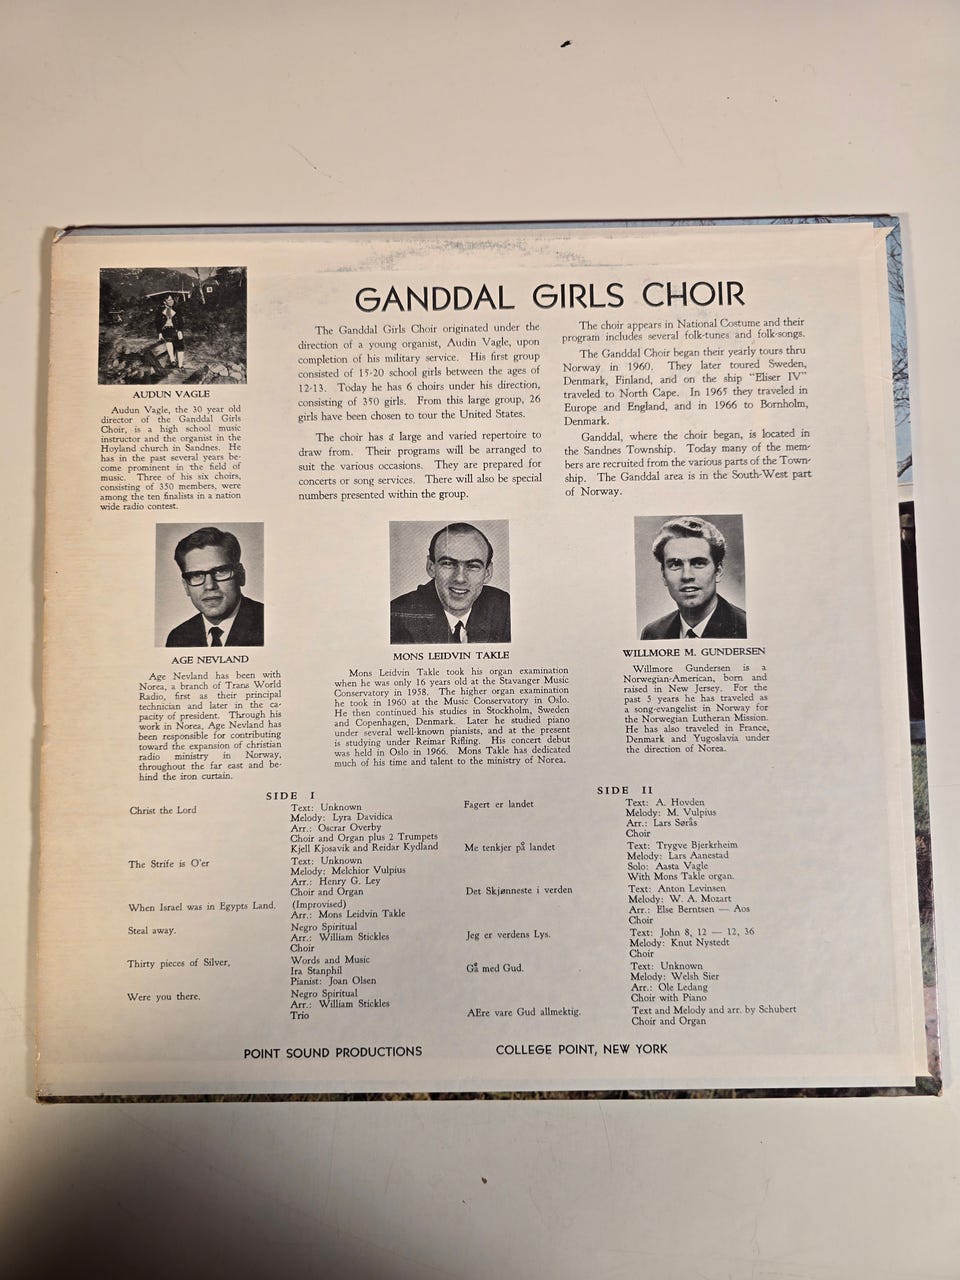 GANDDAL GIRLS CHOIR
AUDUN VAGLE
Audun Vagle, the 30 year old
director of the Ganddal Girls
Choir, is a high school music
instructor and the organist in the
Hoyland church in Sandnes. He
has in the past several years be-
come prominent in the field of
music. Three of his six choirs,
consisting of 350 members, were
among the ten finalists in a nation
wide radio contest.
The Ganddal Girls Choir originated under the
direction of a young organist, Audin Vagle, upon
completion of his military service. His first group
consisted of 15-20 school girls between the ages of
12-13. Today he has 6 choirs under his direction,
consisting of 350 girls. From this large group, 26
girls have been chosen to tour the United States.
The choir has a large and varied repertoire to
draw from. Their programs will be arranged to
suit the various occasions. They are prepared for
concerts or song services. There will also be special
numbers presented within the group.
The choir appears in National Costume and their
program includes several folk-tunes and folk-songs.
The Ganddal Choir began their yearly tours thru
Norway in 1960. They later toured Sweden,
Denmark, Finland, and on the ship "Eliser IV"
traveled to North Cape. In 1965 they traveled in
Europe and England, and in 1966 to Bornholm,
Denmark.
Ganddal, where the choir began, is located in
the Sandnes Township. Today many of the mem-
bers are recruited from the various parts of the Town-
ship. The Ganddal area is in the South-West part
of Norway.
AGE NEVLAND
Age Nevland has been with
Norea, a branch of Trans World
Radio, first as their principal
technician and later in the ca-
pacity of president. Through his
work in Norea, Age Nevland has
been responsible for contributing
toward the expansion of christian
radio ministry in Norway,
throughout the far east and be-
hind the iron curtain.
MONS LEIDVIN TAKLE
Mons Leidvin Takle took his organ examination
when he was only 16 years old at the Stavanger Music
Conservatory in 1958. The higher organ examination
he took in 1960 at the Music Conservatory in Oslo.
He then continued his studies in Stockholm, Sweden
and Copenhagen, Denmark. Later he studied piano
under several well-known pianists, and at the present
is studying under Reimar Rifling. His concert debut
was held in Oslo in 1966. Mons Takle has dedicated
much of his time and talent to the ministry of Norea.
WILLMORE M. GUNDERSEN
Willmore Gundersen is a
Norwegian-American, born and
raised in New Jersey. For the
past 5 years he has traveled as
a song-evangelist in Norway for
the Norwegian Lutheran Mission.
He has also traveled in France,
Denmark and Yugoslavia under
the direction of Norea.
SIDE I
Christ the Lord
Text: Unknown
Melody: Lyra Davidica
Arr.: Oscrar Overby
Choir and Organ plus 2 Trumpets
Kjell Kjosavik and Reidar Kydland
The Strife is O'er
Text: Unknown
Melody: Melchior Vulpius
Arr.: Henry G. Ley
Choir and Organ
When Israel was in Egypts Land.
(Improvised)
Arr.: Mons Leidvin Takle
Steal away.
Negro Spiritual
Arr.: William Stickles
Choir
Thirty pieces of Silver,
Words and Music
Ira Stanphil
Pianist: Joan Olsen
Were you there.
Negro Spiritual
Arr.: William Stickles
Trio
SIDE II
Fagert er landet
Text: A. Hovden
Melody: M. Vulpius
Arr.: Lars Sørås
Choir
Me tenkjer på landet
Text: Trygve Bjerkrheim
Melody: Lars Aanestad
Solo: Aasta Vagle
With Mons Takle organ.
Det Skjønneste i verden
Text: Anton Levinsen
Melody: W. A. Mozart
Arr.: Else Berntsen — Aos
Choir
Jeg er verdens Lys.
Text: John 8, 12 — 12, 36
Melody: Knut Nystedt
Choir
Gå med Gud.
Text: Unknown
Melody: Welsh Sier
Arr.: Ole Ledang
Choir with Piano
AEre vare Gud allmektig.
Text and Melody and arr. by Schubert
Choir and Organ
POINT SOUND PRODUCTIONS
COLLEGE POINT, NEW YORK